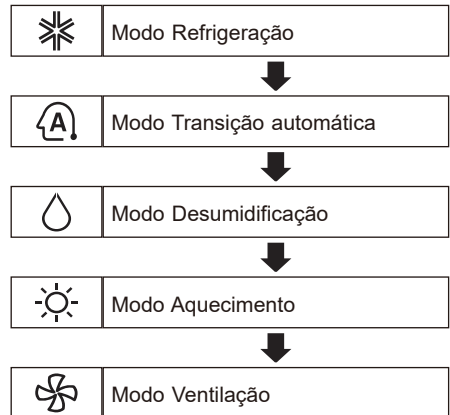 Modo Refrigeração
A
Modo Transição automática
Modo Desumidificação
Modo Aquecimento
Modo Ventilação